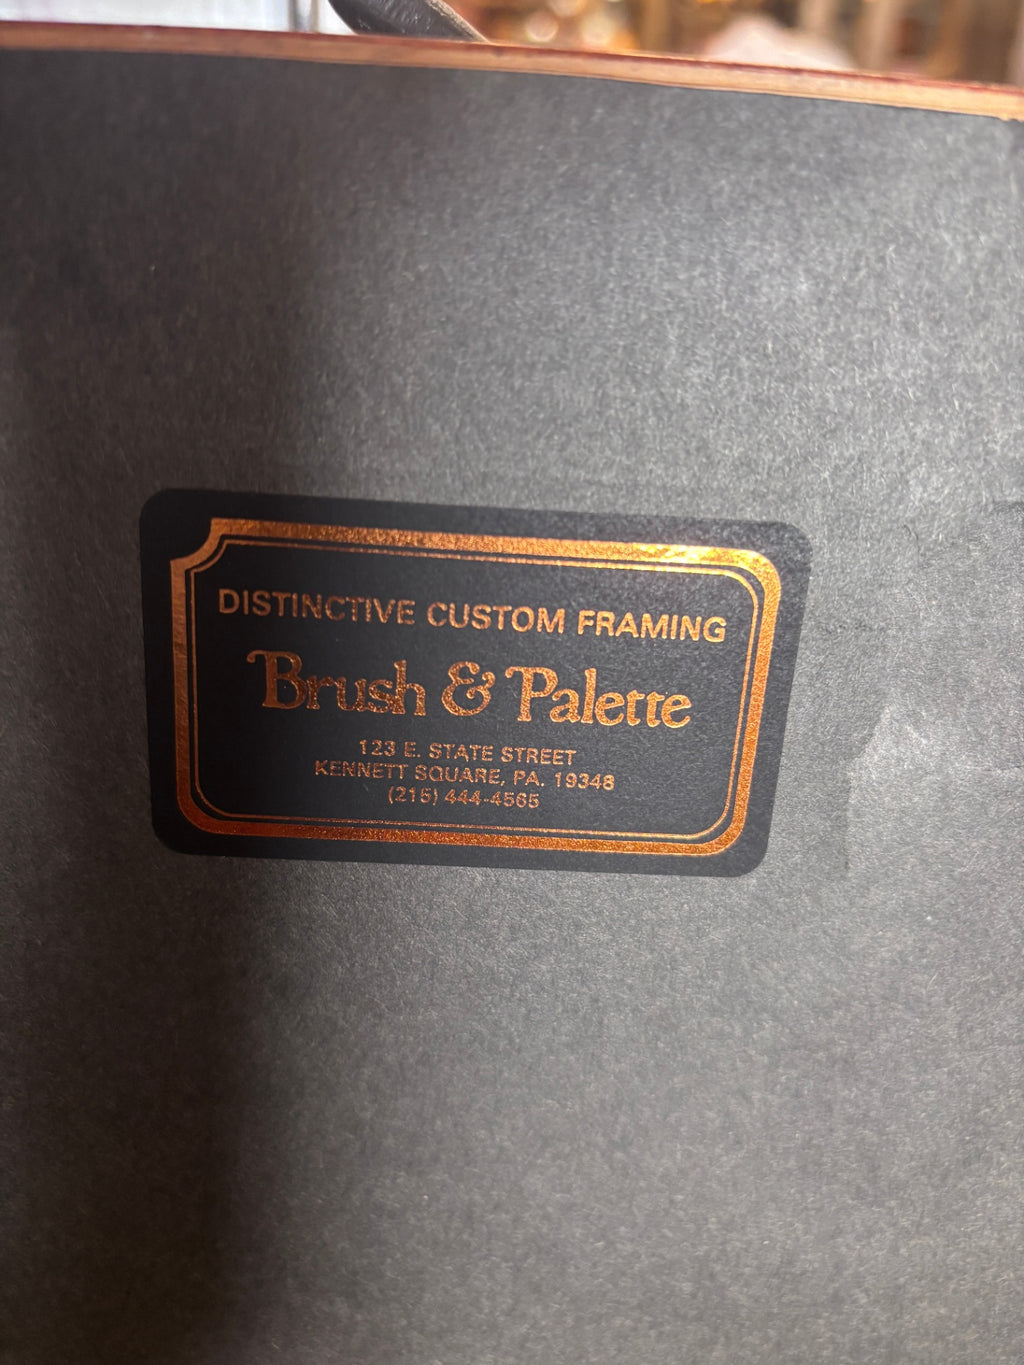 DISTINCTIVE CUSTOM FRAMING
Brush & Palette
123 E. STATE STREET
KENNETT SQUARE, PA. 19348
(215) 444-4565